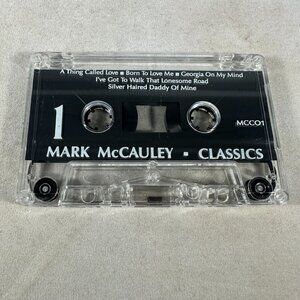 A Thing Called Love ▪ Born To Love Me ▪ Georgia On My Mind
I've Got To Walk That Lonesome Road
Silver Haired Daddy Of Mine
1
MCC01
MARK McCAULEY ▪ CLASSICS